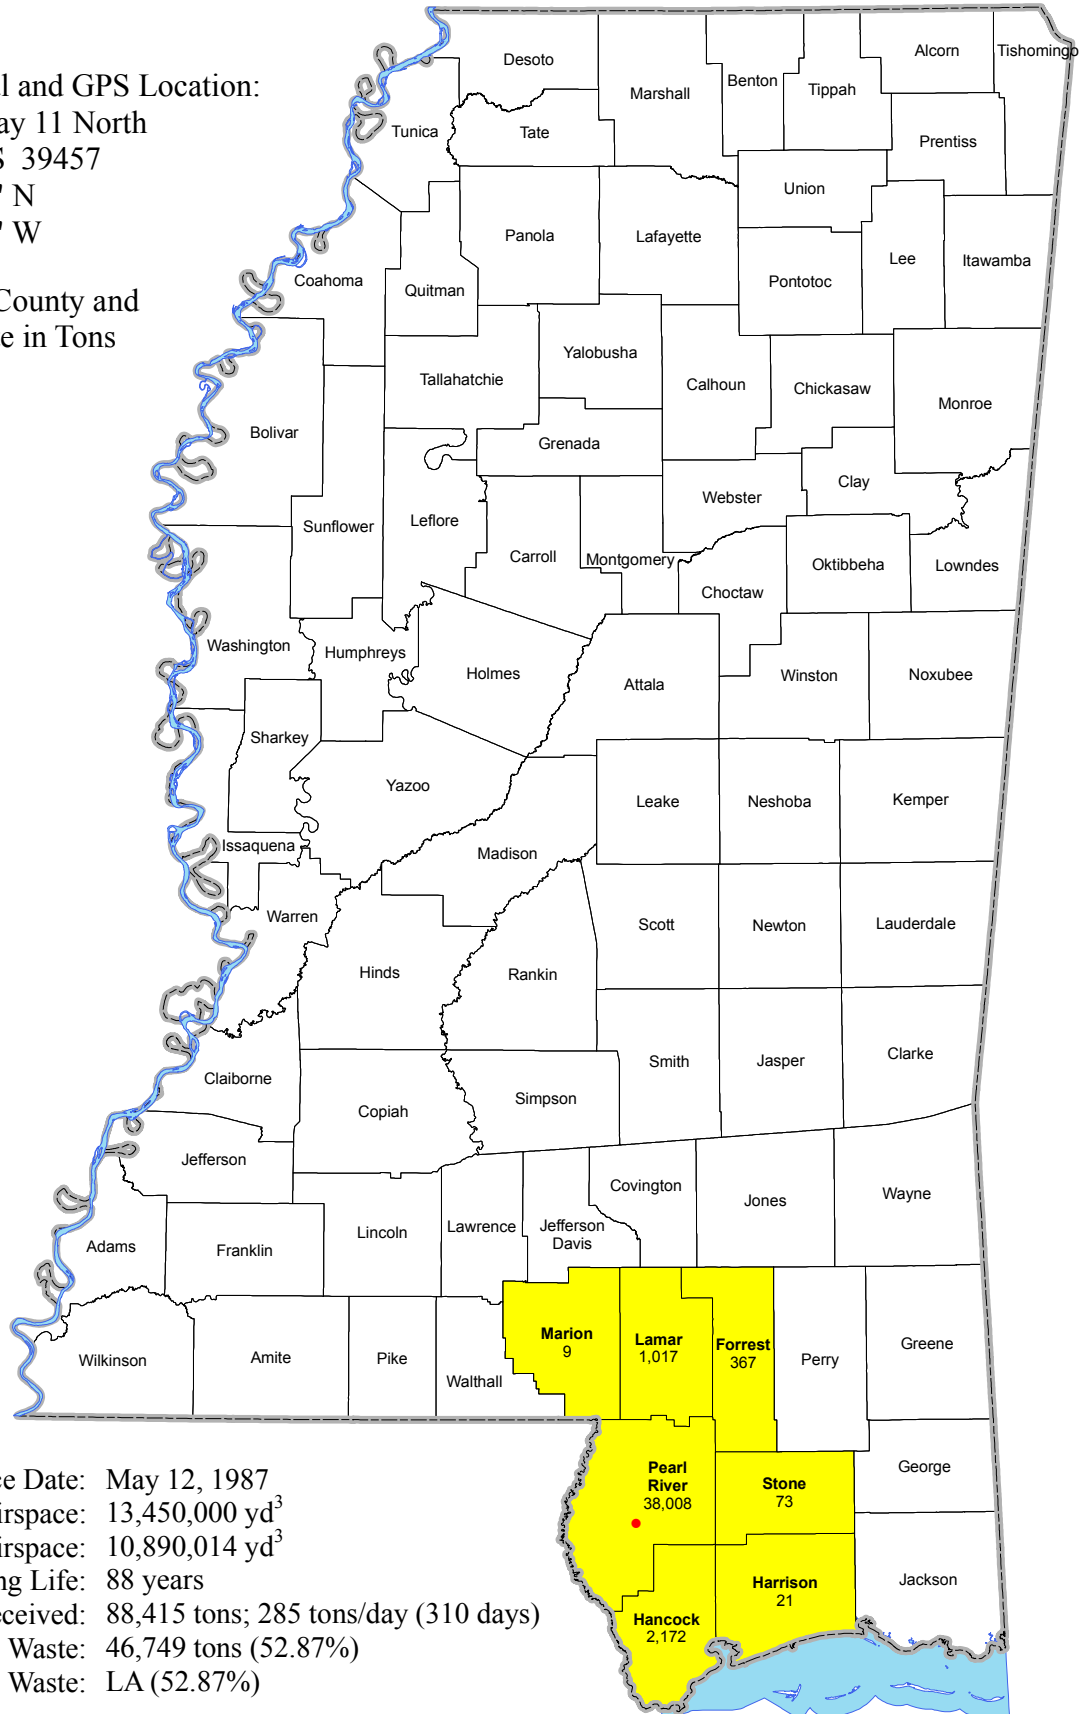 l and GPS Location:
ay 11 North
S 39457
' N
' W
County and
e in Tons
Desoto
Marshall
Benton
Tippah
Alcorn
Tishomingo
Tunica
Tate
Prentiss
Union
Panola
Lafayette
Coahoma
Quitman
Pontotoc
Lee
Itawamba
Yalobusha
Tallahatchie
Calhoun
Chickasaw
Monroe
Bolivar
Grenada
Sunflower
Leflore
Webster
Clay
Carroll
Montgomery
Choctaw
Oktibbeha
Lowndes
Washington
Humphreys
Holmes
Attala
Winston
Noxubee
Sharkey
Yazoo
Leake
Neshoba
Kemper
Issaquena
Madison
Warren
Scott
Newton
Lauderdale
Hinds
Rankin
Smith
Jasper
Clarke
Claiborne
Copiah
Simpson
Jefferson
Covington
Jones
Wayne
Adams
Franklin
Lincoln
Lawrence
Jefferson
Davis
Wilkinson
Amite
Pike
Walthall
Marion
9
Lamar
1,017
Forrest
367
Perry
Greene
George
Pearl
River
38,008
Stone
73
Hancock
2,172
Harrison
21
Jackson
ce Date: May 12, 1987
irspace: 13,450,000 yd³
irspace: 10,890,014 yd³
ng Life: 88 years
eceived: 88,415 tons; 285 tons/day (310 days)
Waste: 46,749 tons (52.87%)
Waste: LA (52.87%)